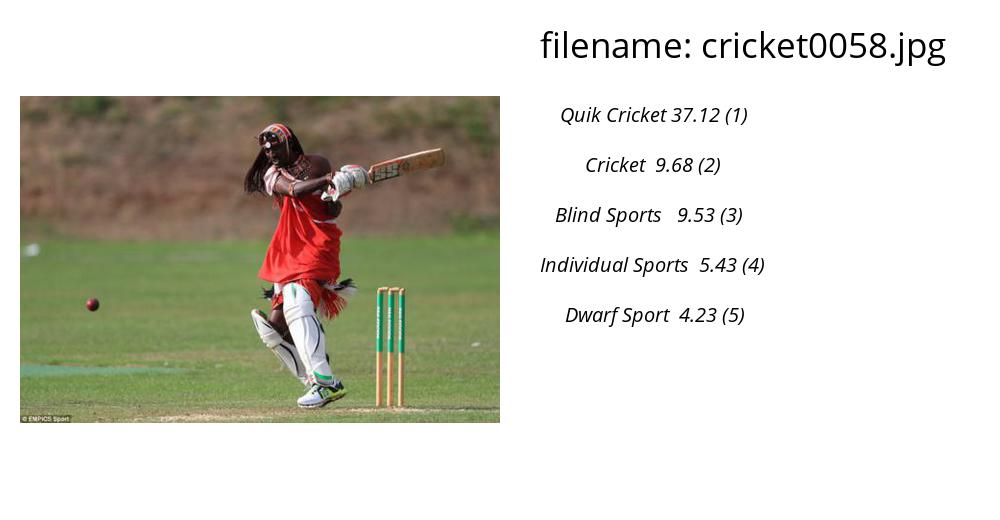 filename: cricket0058.jpg
Quik Cricket 37.12 (1)
Cricket 9.68 (2)
Blind Sports 9.53 (3)
Individual Sports 5.43 (4)
Dwarf Sport 4.23 (5)
© EMPICS Sport